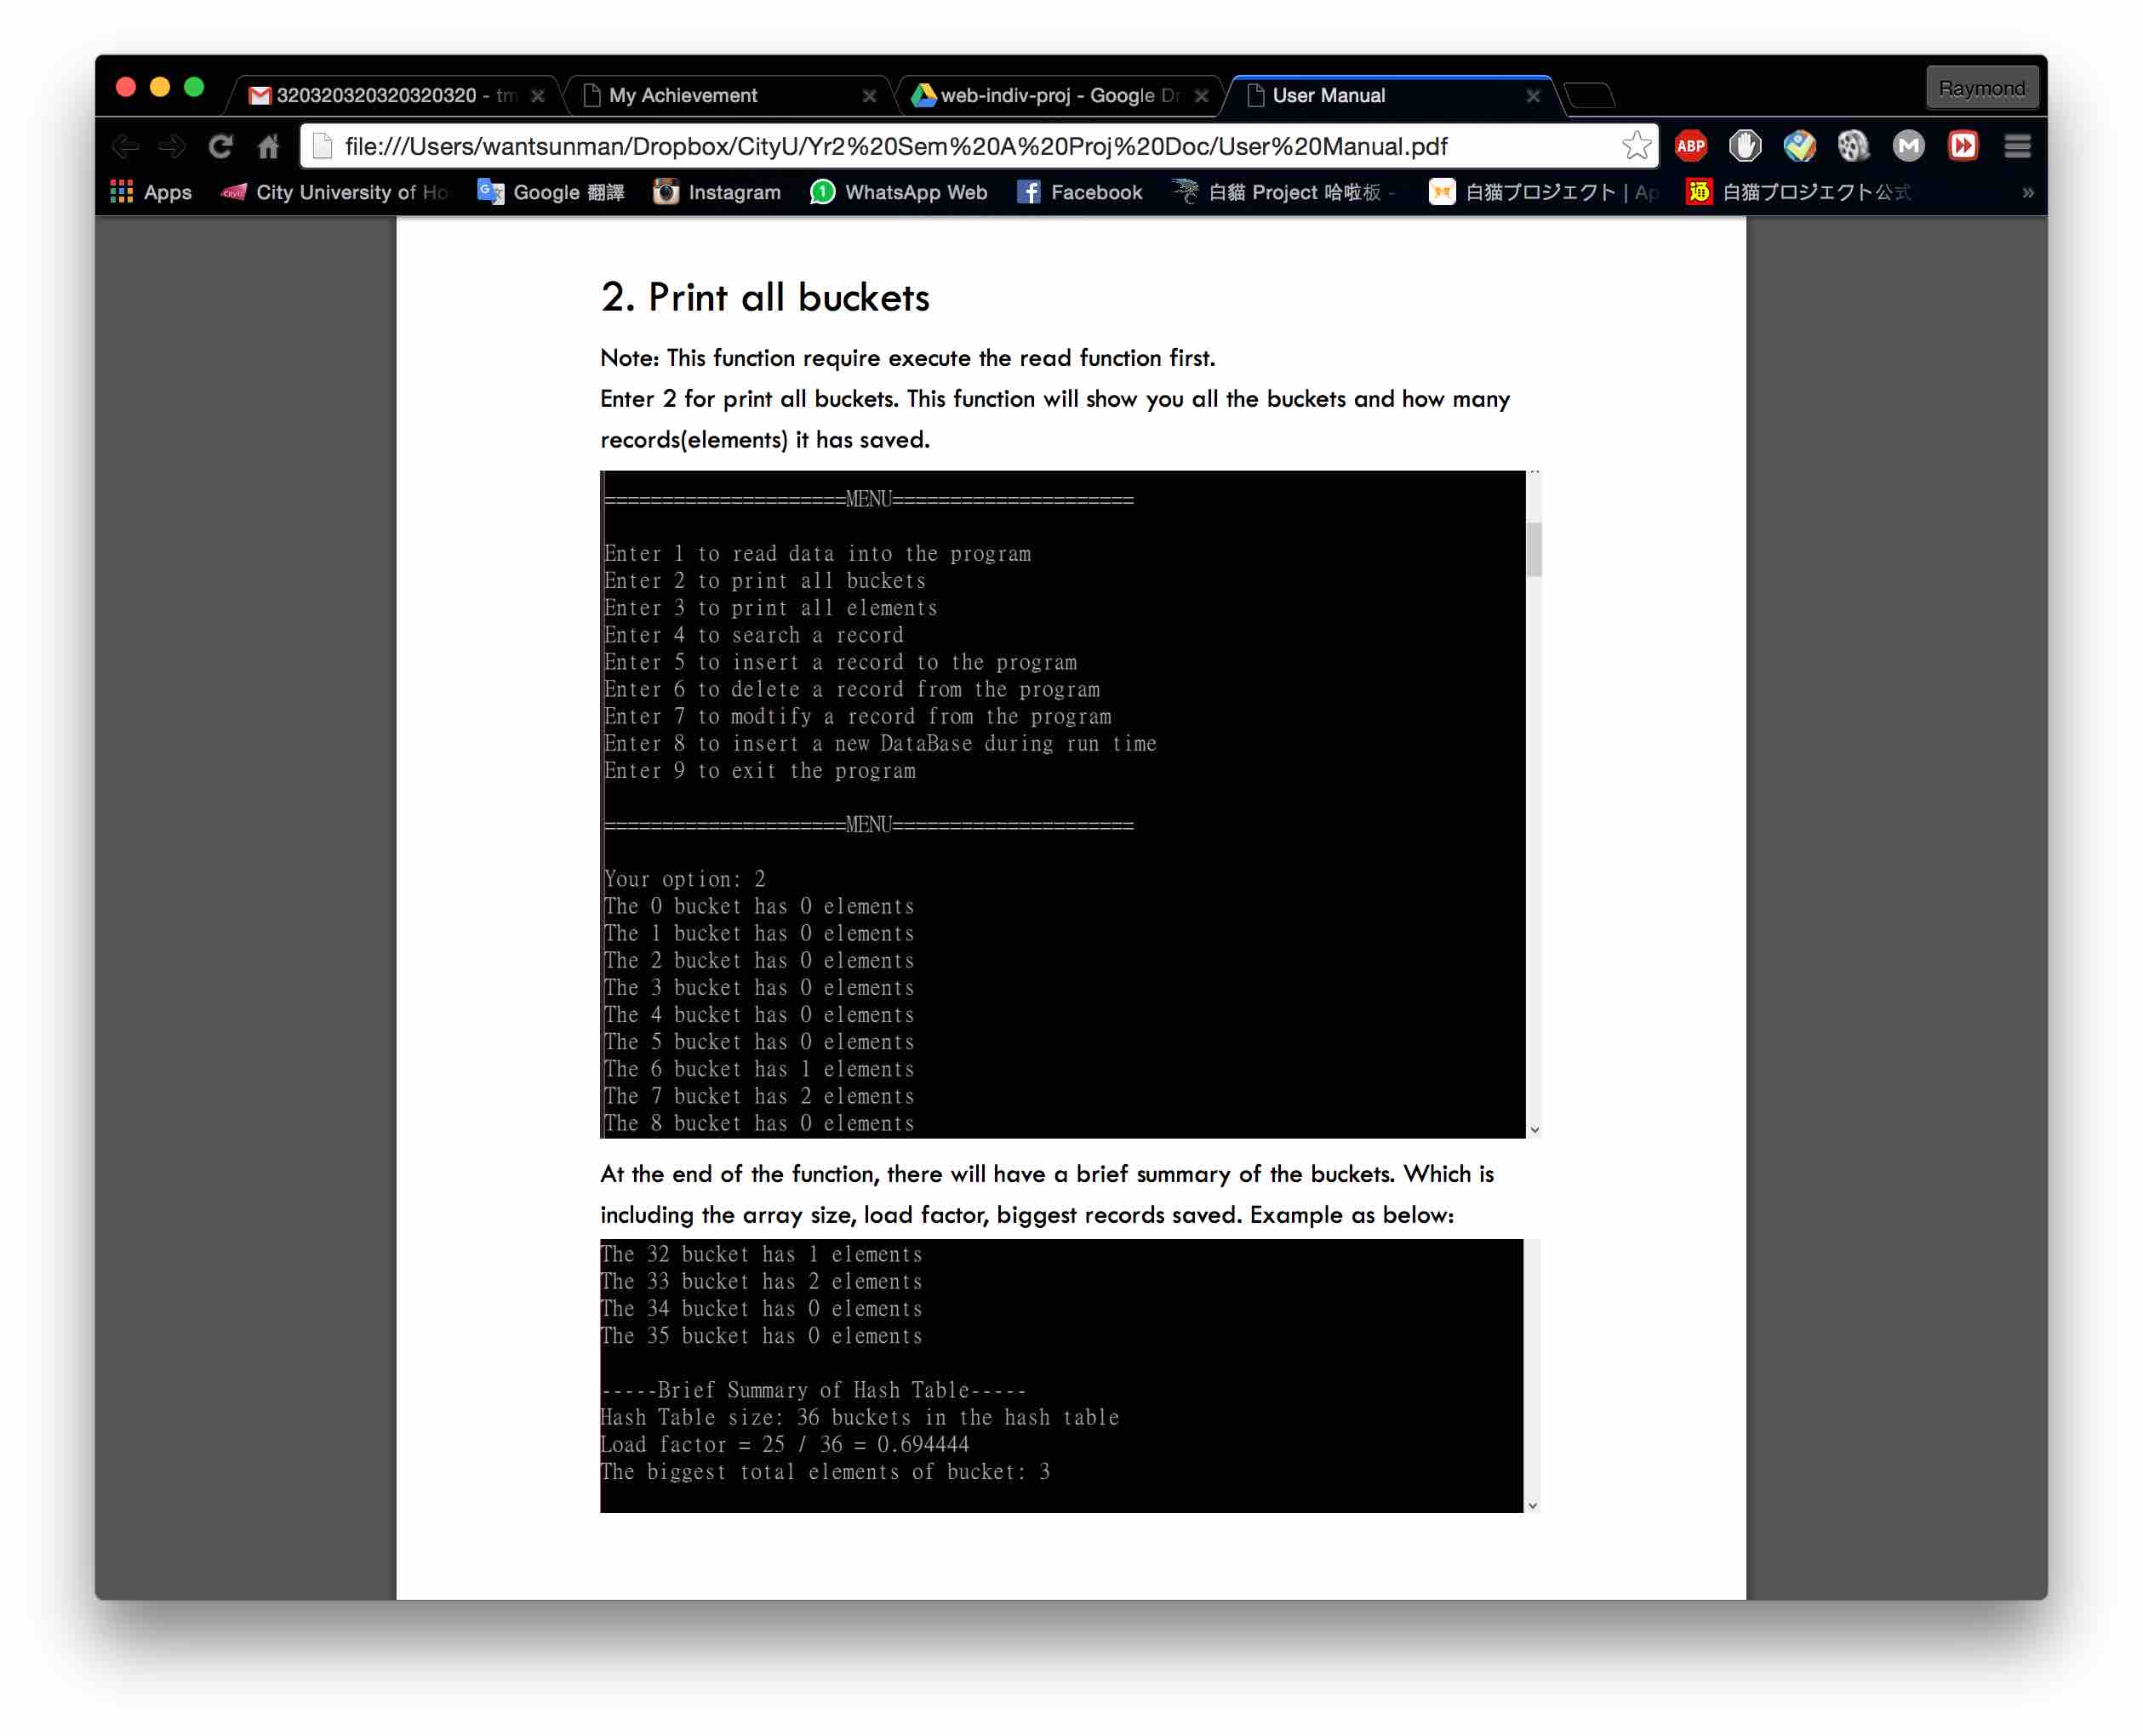 320320320320320320 - tm
My Achievement
web-indiv-proj - Google Dr
User Manual
Raymond
file:///Users/wantsunman/Dropbox/CityU/Yr2%20Sem%20A%20Proj%20Doc/User%20Manual.pdf
ABP
Apps
City University of Ho
Google 翻譯
Instagram
WhatsApp Web
Facebook
白貓 Project 哈啦板 -
白猫プロジェクト | Ap
白猫プロジェクト公式
»
2. Print all buckets
Note: This function require execute the read function first.
Enter 2 for print all buckets. This function will show you all the buckets and how many
records(elements) it has saved.
=====================MENU=====================
Enter 1 to read data into the program
Enter 2 to print all buckets
Enter 3 to print all elements
Enter 4 to search a record
Enter 5 to insert a record to the program
Enter 6 to delete a record from the program
Enter 7 to modtify a record from the program
Enter 8 to insert a new DataBase during run time
Enter 9 to exit the program
=====================MENU=====================
Your option: 2
The 0 bucket has 0 elements
The 1 bucket has 0 elements
The 2 bucket has 0 elements
The 3 bucket has 0 elements
The 4 bucket has 0 elements
The 5 bucket has 0 elements
The 6 bucket has 1 elements
The 7 bucket has 2 elements
The 8 bucket has 0 elements
At the end of the function, there will have a brief summary of the buckets. Which is
including the array size, load factor, biggest records saved. Example as below:
The 32 bucket has 1 elements
The 33 bucket has 2 elements
The 34 bucket has 0 elements
The 35 bucket has 0 elements
-----Brief Summary of Hash Table-----
Hash Table size: 36 buckets in the hash table
Load factor = 25 / 36 = 0.694444
The biggest total elements of bucket: 3